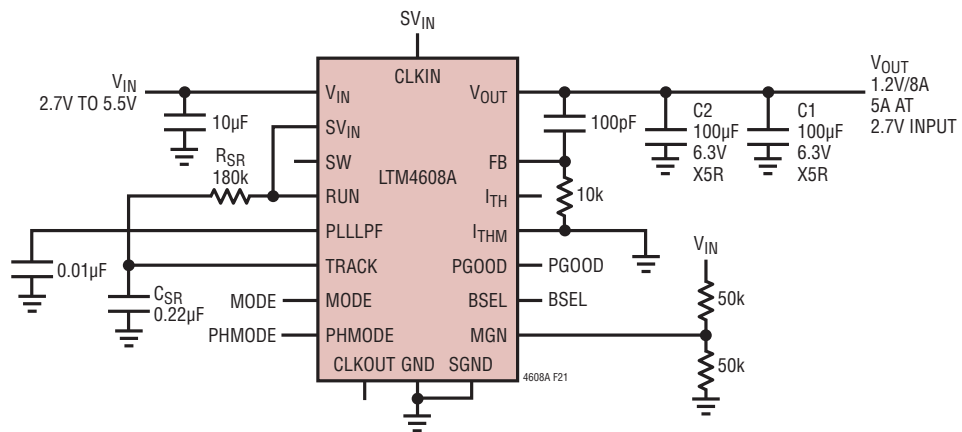 SVIN
CLKIN
VIN
2.7V TO 5.5V
10µF
RSR
180k
0.01µF
CSR
0.22µF
MODE
PHMODE
VIN
SVIN
SW
RUN
PLLLPF
TRACK
MODE
PHMODE
CLKOUT GND SGND
LTM4608A
VOUT
FB
ITH
ITHM
PGOOD
BSEL
MGN
4608A F21
100pF
10k
PGOOD
BSEL
C2
100µF
6.3V
X5R
C1
100µF
6.3V
X5R
VOUT
1.2V/8A
5A AT
2.7V INPUT
VIN
50k
50k